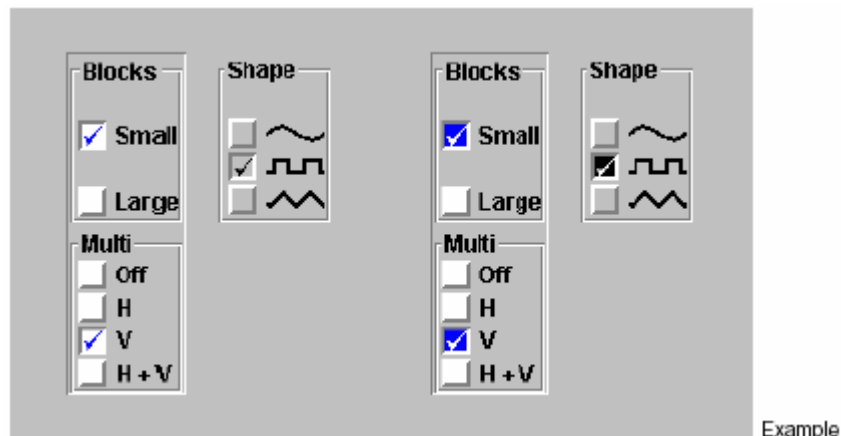 Blocks
Small
Large
Shape
Multi
Off
H
V
H + V
Blocks
Small
Large
Shape
Multi
Off
H
V
H + V
Example